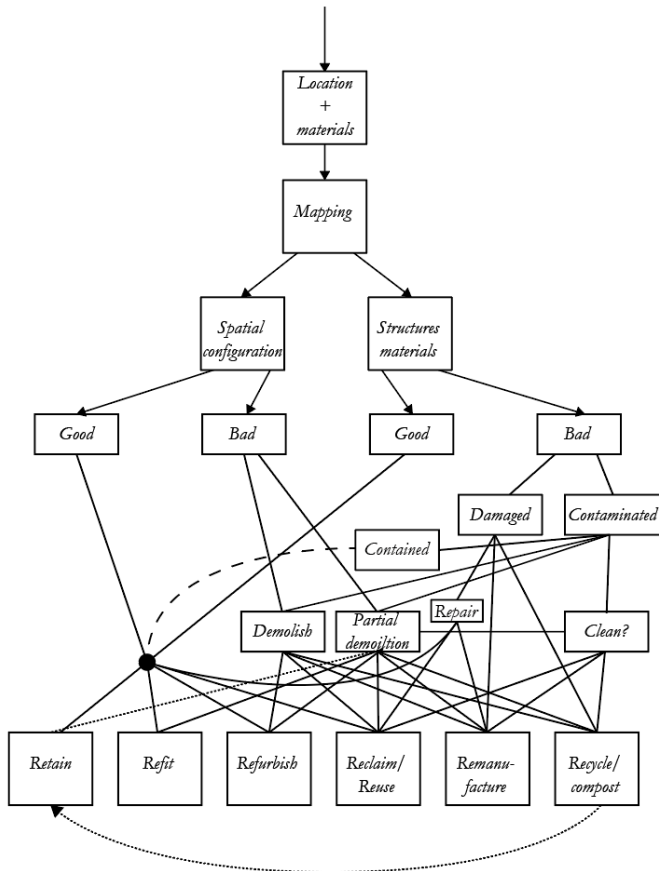 Location
+
materials
Mapping
Spatial
configuration
Structures
materials
Good
Bad
Good
Bad
Damaged
Contaminated
Contained
Repair
Demolish
Partial
demoiltion
Clean?
Retain
Refit
Refurbish
Reclaim/
Reuse
Remanu-
facture
Recycle/
compost